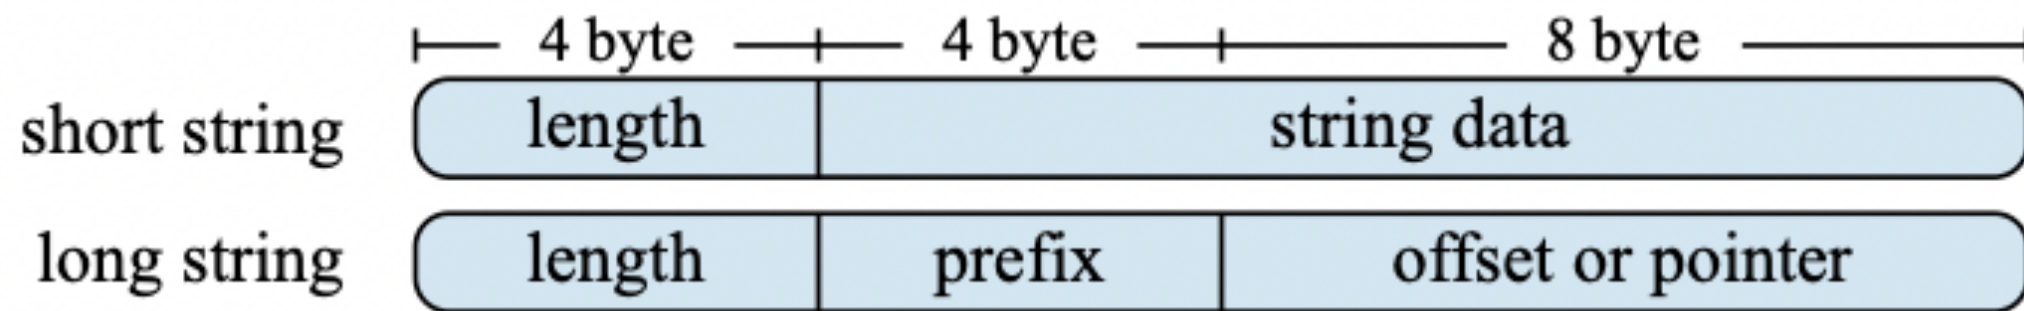 4 byte 4 byte 8 byte
short string length string data
long string length prefix offset or pointer